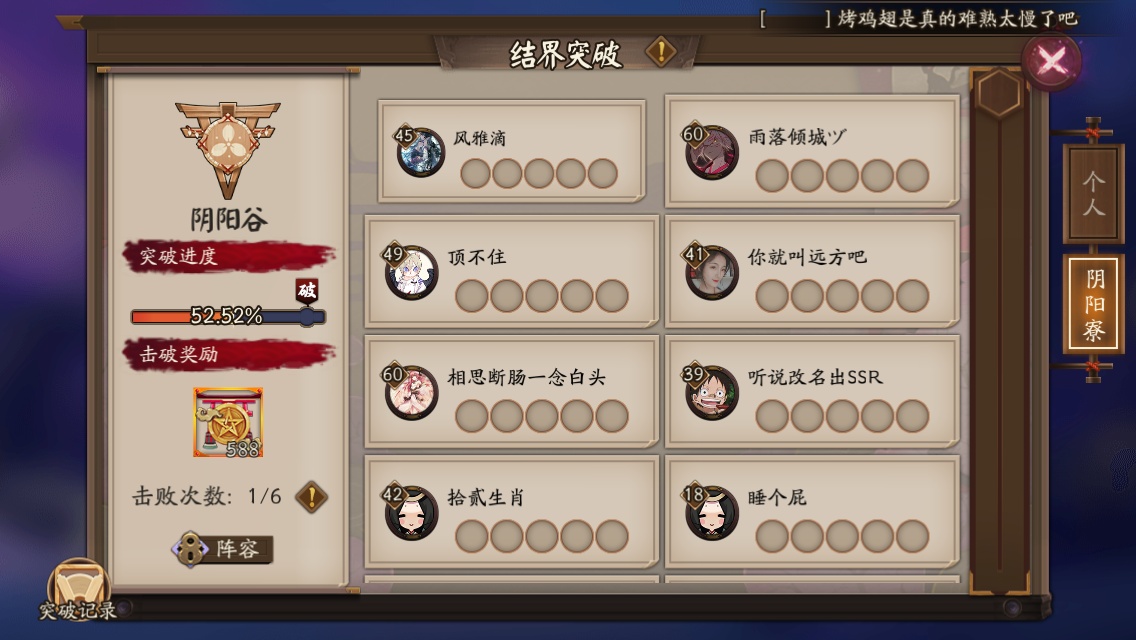 [ ] 烤鸡翅是真的难熟太慢了吧
结界突破
阴阳谷
突破进度
破
52.52%
击破奖励
588
击败次数: 1/6
阵容
突破记录
45 风雅滴
60 雨落倾城ヅ
49 顶不住
41 你就叫远方吧
60 相思断肠一念白头
39 听说改名出SSR
42 拾贰生肖
18 睡个屁
个人
阴阳寮